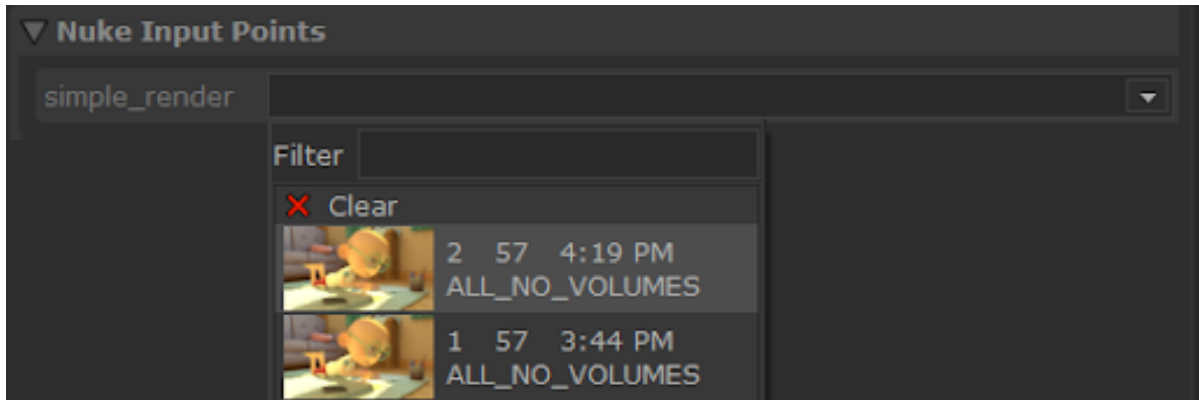 Nuke Input Points
simple_render
Filter
Clear
2 57 4:19 PM
ALL_NO_VOLUMES
1 57 3:44 PM
ALL_NO_VOLUMES